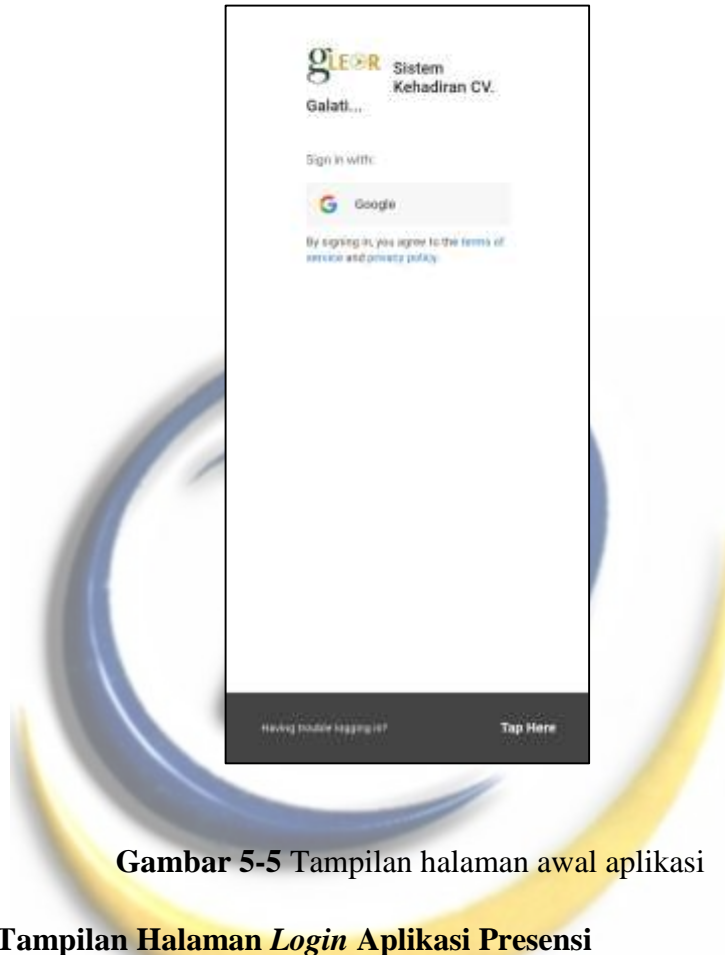 gLEOR Sistem
Kehadiran CV.
Galati...
Sign in with:
Google
By signing in, you agree to the terms of
service and privacy policy.
Having trouble logging in? Tap Here
Gambar 5-5 Tampilan halaman awal aplikasi
Tampilan Halaman Login Aplikasi Presensi